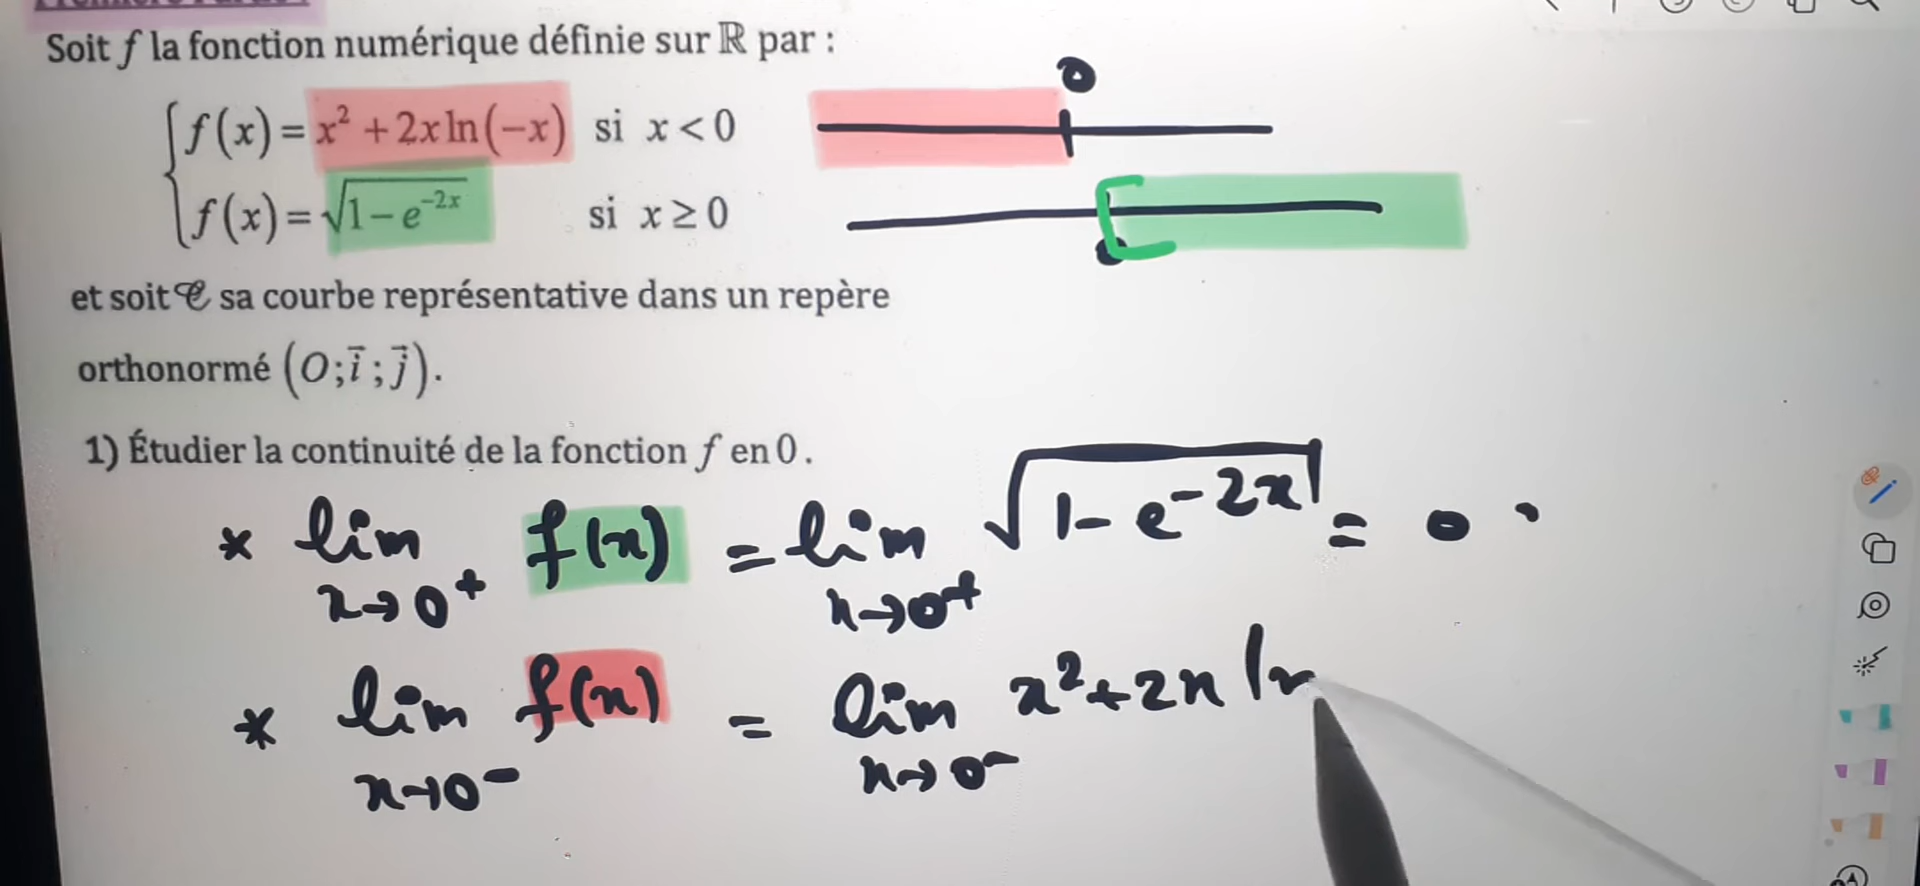 Soit f la fonction numérique définie sur ℝ par :
f(x) = x² + 2x ln(−x) si x < 0
0
f(x) = √(1 − e^(−2x)) si x ≥ 0
et soit 𝒞 sa courbe représentative dans un repère
orthonormé (O; i⃗ ; j⃗).
1) Étudier la continuité de la fonction f en 0.
* lim x→0⁺ f(x) = lim x→0⁺ √(1 − e^(−2x)) = 0
* lim x→0⁻ f(x) = lim x→0⁻ x² + 2x ln